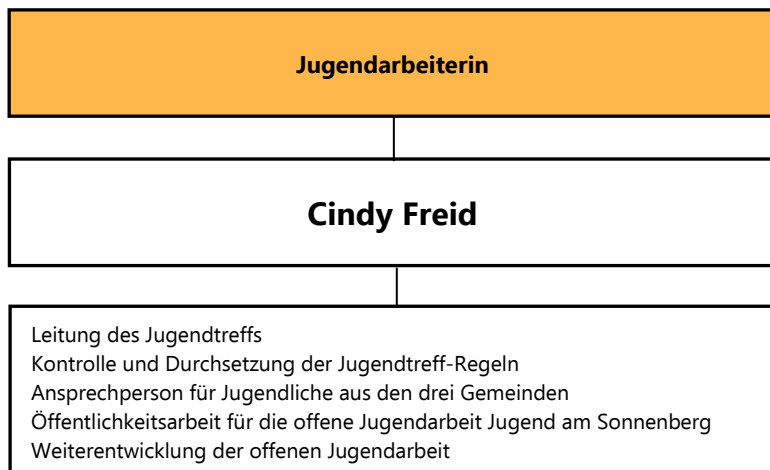 Jugendarbeiterin
Cindy Freid
Leitung des Jugendtreffs
Kontrolle und Durchsetzung der Jugendtreff-Regeln
Ansprechperson für Jugendliche aus den drei Gemeinden
Öffentlichkeitsarbeit für die offene Jugendarbeit Jugend am Sonnenberg
Weiterentwicklung der offenen Jugendarbeit